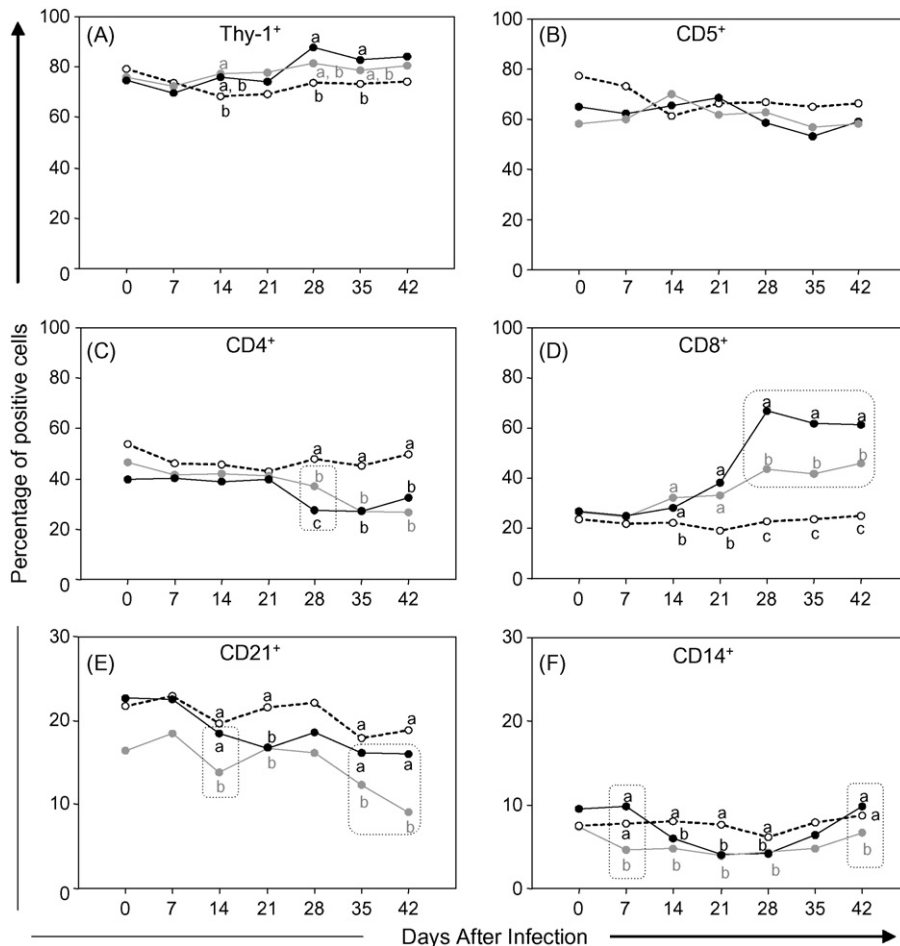 (A) Thy-1⁺
100
80
60
40
20
0
a a
a a, b a, b
a, b
b b b
0 7 14 21 28 35 42
(B) CD5⁺
100
80
60
40
20
0
0 7 14 21 28 35 42
Percentage of positive cells
(C) CD4⁺
100
80
60
40
20
0
a a a
b b b
c b b
0 7 14 21 28 35 42
(D) CD8⁺
100
80
60
40
20
0
a a a
a a b b b
a a
b b c c c
0 7 14 21 28 35 42
(E) CD21⁺
30
20
10
0
a a a a
a b a a
b b b b
0 7 14 21 28 35 42
(F) CD14⁺
30
20
10
0
a a a a a
a b b a
b b b b b
0 7 14 21 28 35 42
Days After Infection